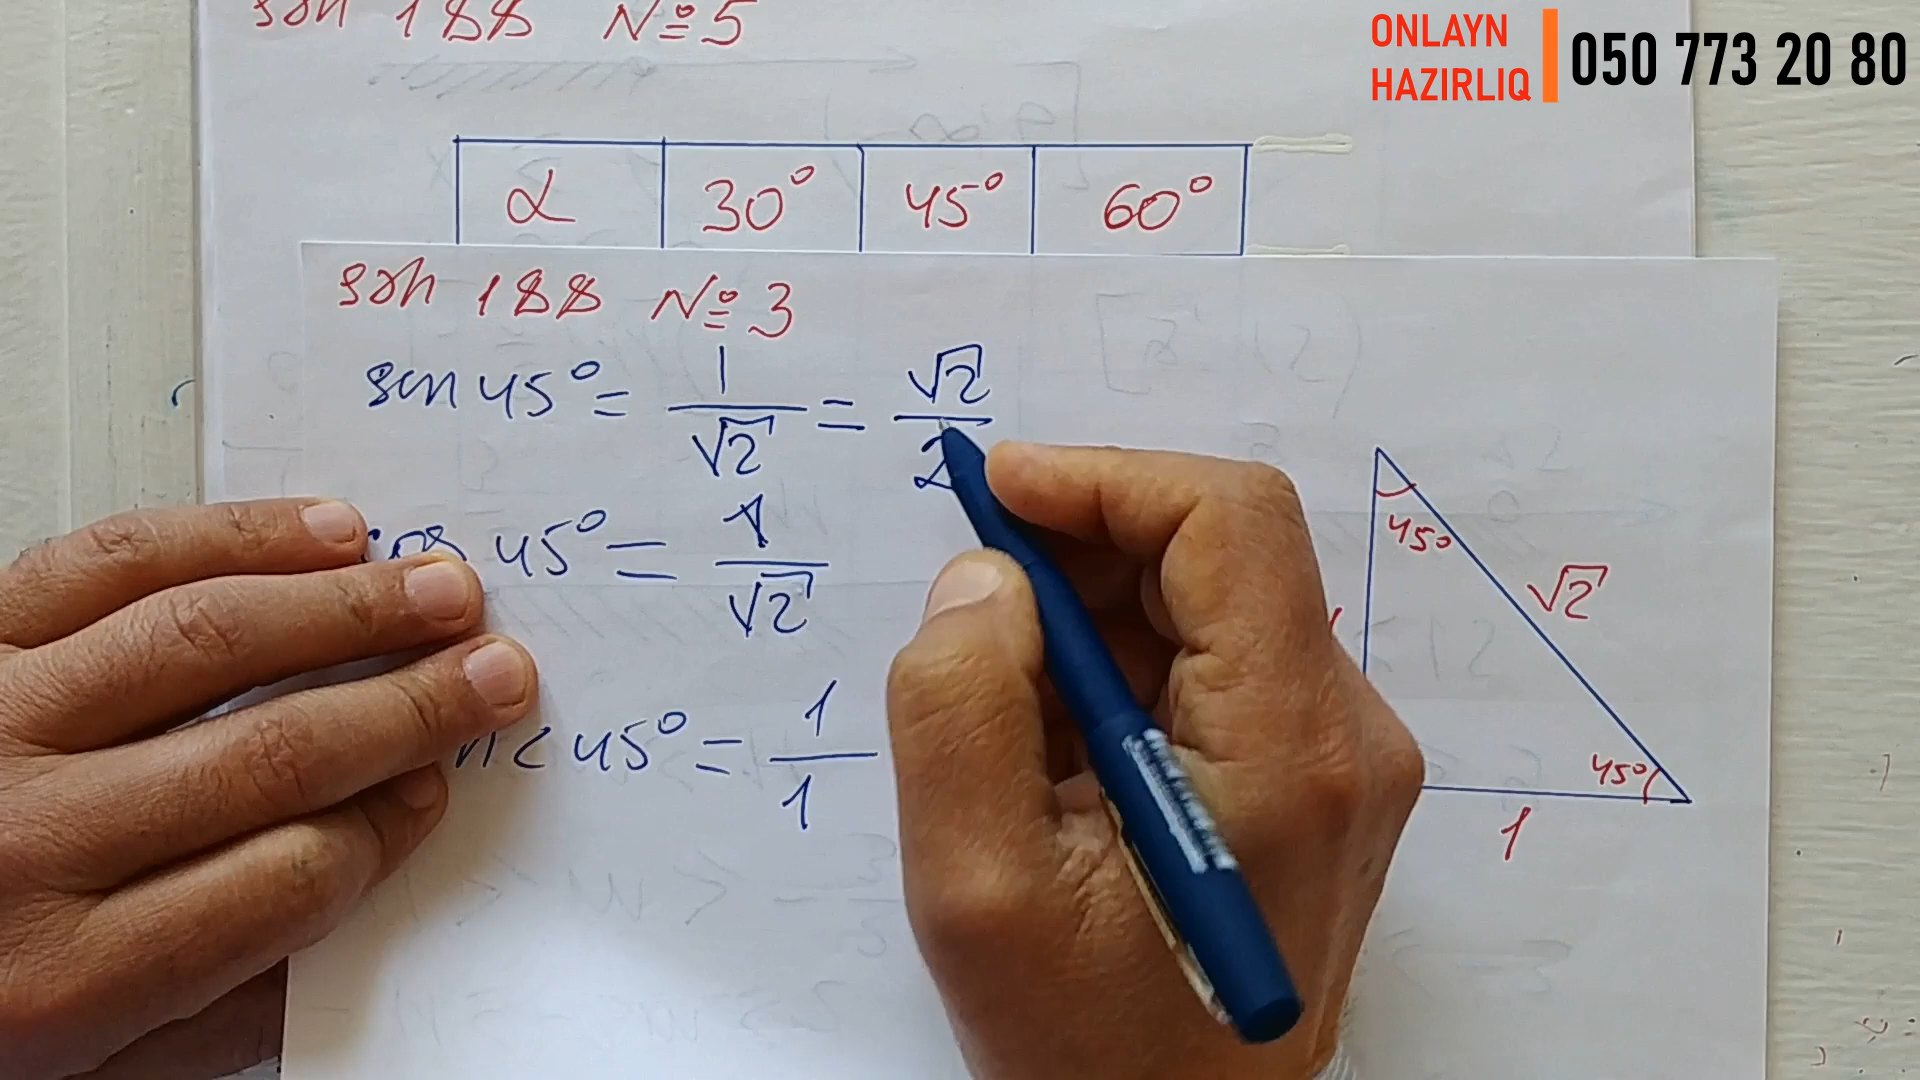 ONLAYN
HAZIRLIQ
050 773 20 80
səh 188 №5
α 30° 45° 60°
səh 188 №3
sin 45° = 1/√2 = √2/2
cos 45° = 1/√2
45° = 1/1
45°
√2
45°
1